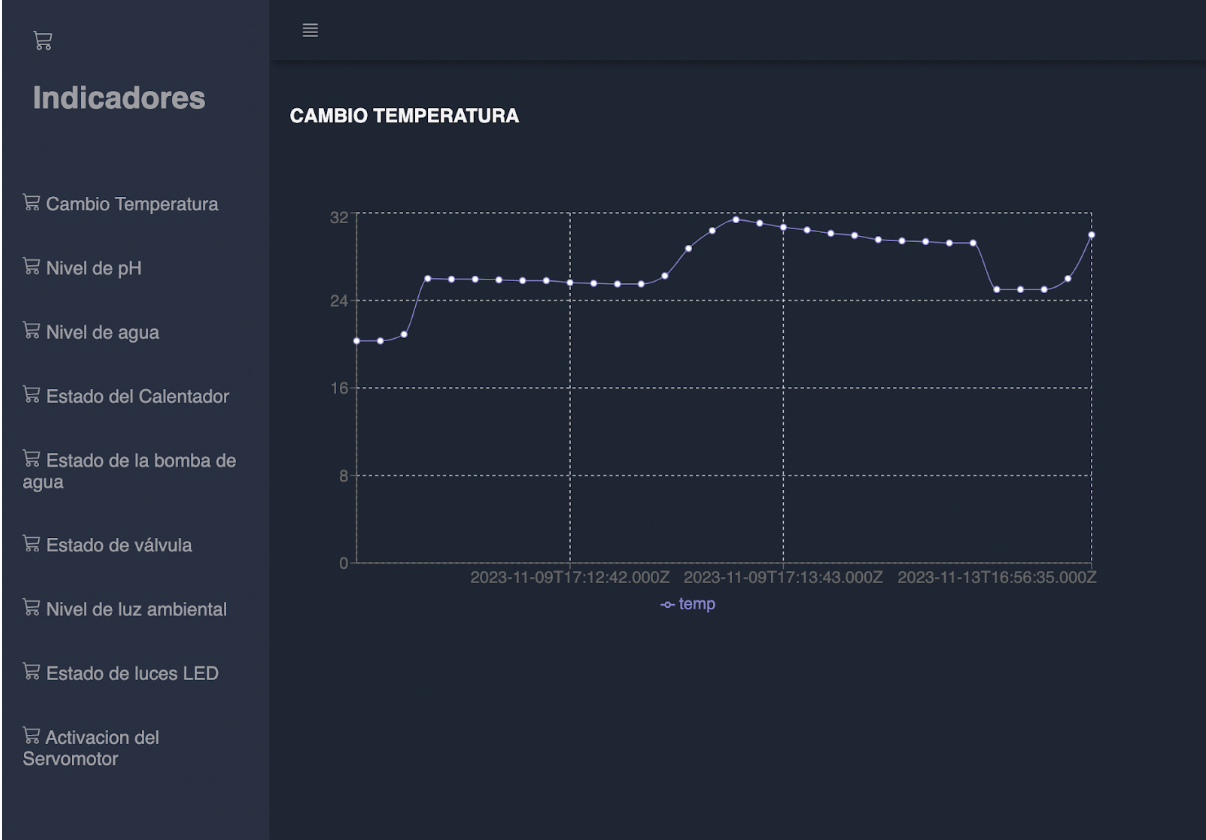 Indicadores
Cambio Temperatura
Nivel de pH
Nivel de agua
Estado del Calentador
Estado de la bomba de
agua
Estado de válvula
Nivel de luz ambiental
Estado de luces LED
Activacion del
Servomotor
CAMBIO TEMPERATURA
32
24
16
8
0
2023-11-09T17:12:42.000Z 2023-11-09T17:13:43.000Z 2023-11-13T16:56:35.000Z
temp